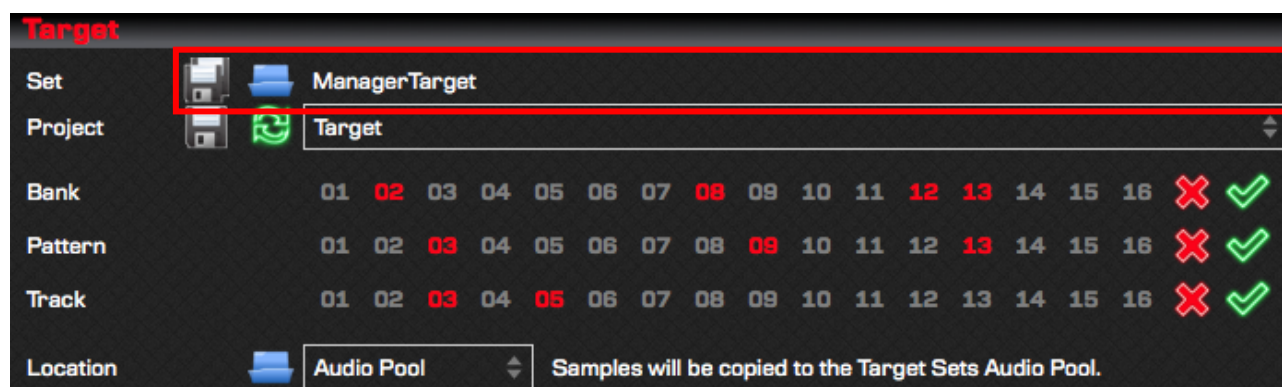 Target
Set ManagerTarget
Project Target
Bank 01 02 03 04 05 06 07 08 09 10 11 12 13 14 15 16
Pattern 01 02 03 04 05 06 07 08 09 10 11 12 13 14 15 16
Track 01 02 03 04 05 06 07 08 09 10 11 12 13 14 15 16
Location Audio Pool Samples will be copied to the Target Sets Audio Pool.